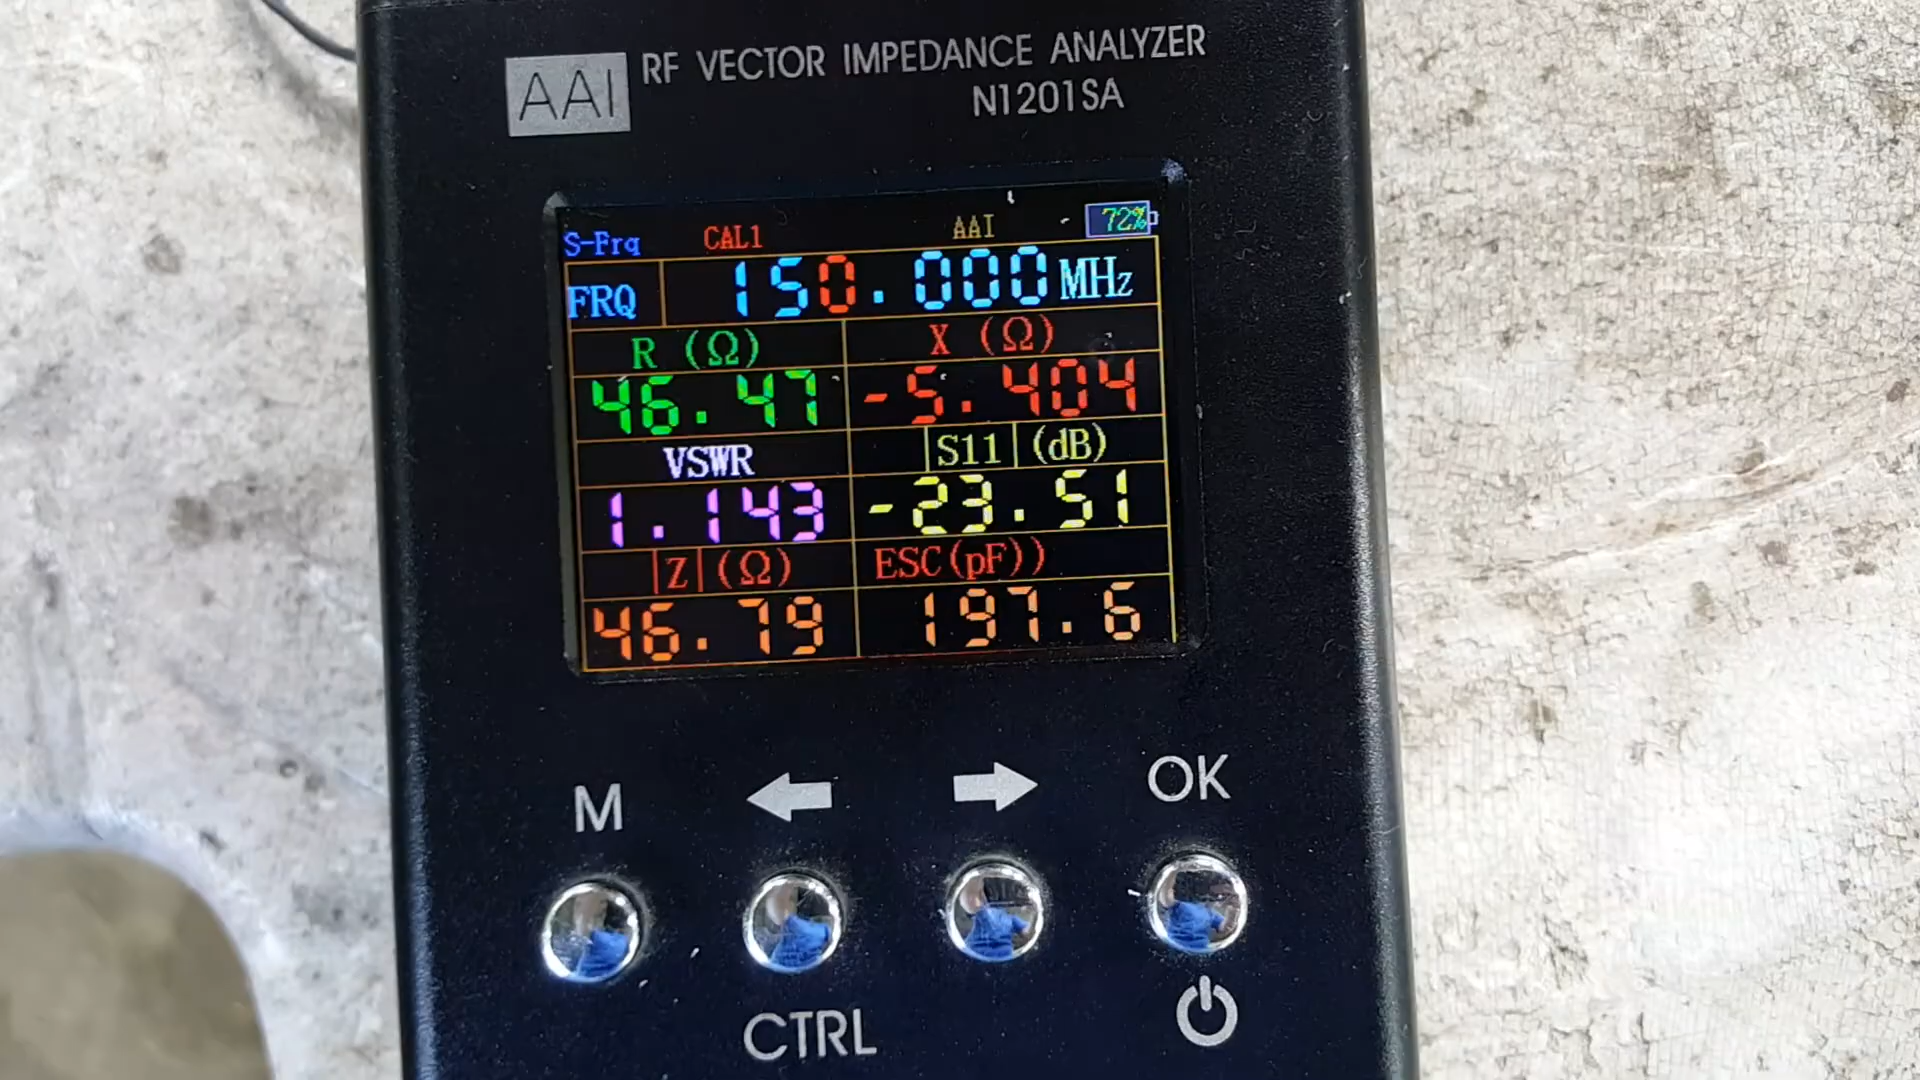 AAI RF VECTOR IMPEDANCE ANALYZER
N1201SA
S-Frq CAL1 AAI 72%
FRQ 150.000MHz
R (Ω) X (Ω)
46.47 -5.404
VSWR |S11| (dB)
1.143 -23.51
|Z| (Ω) ESC(pF))
46.79 197.6
M OK
CTRL